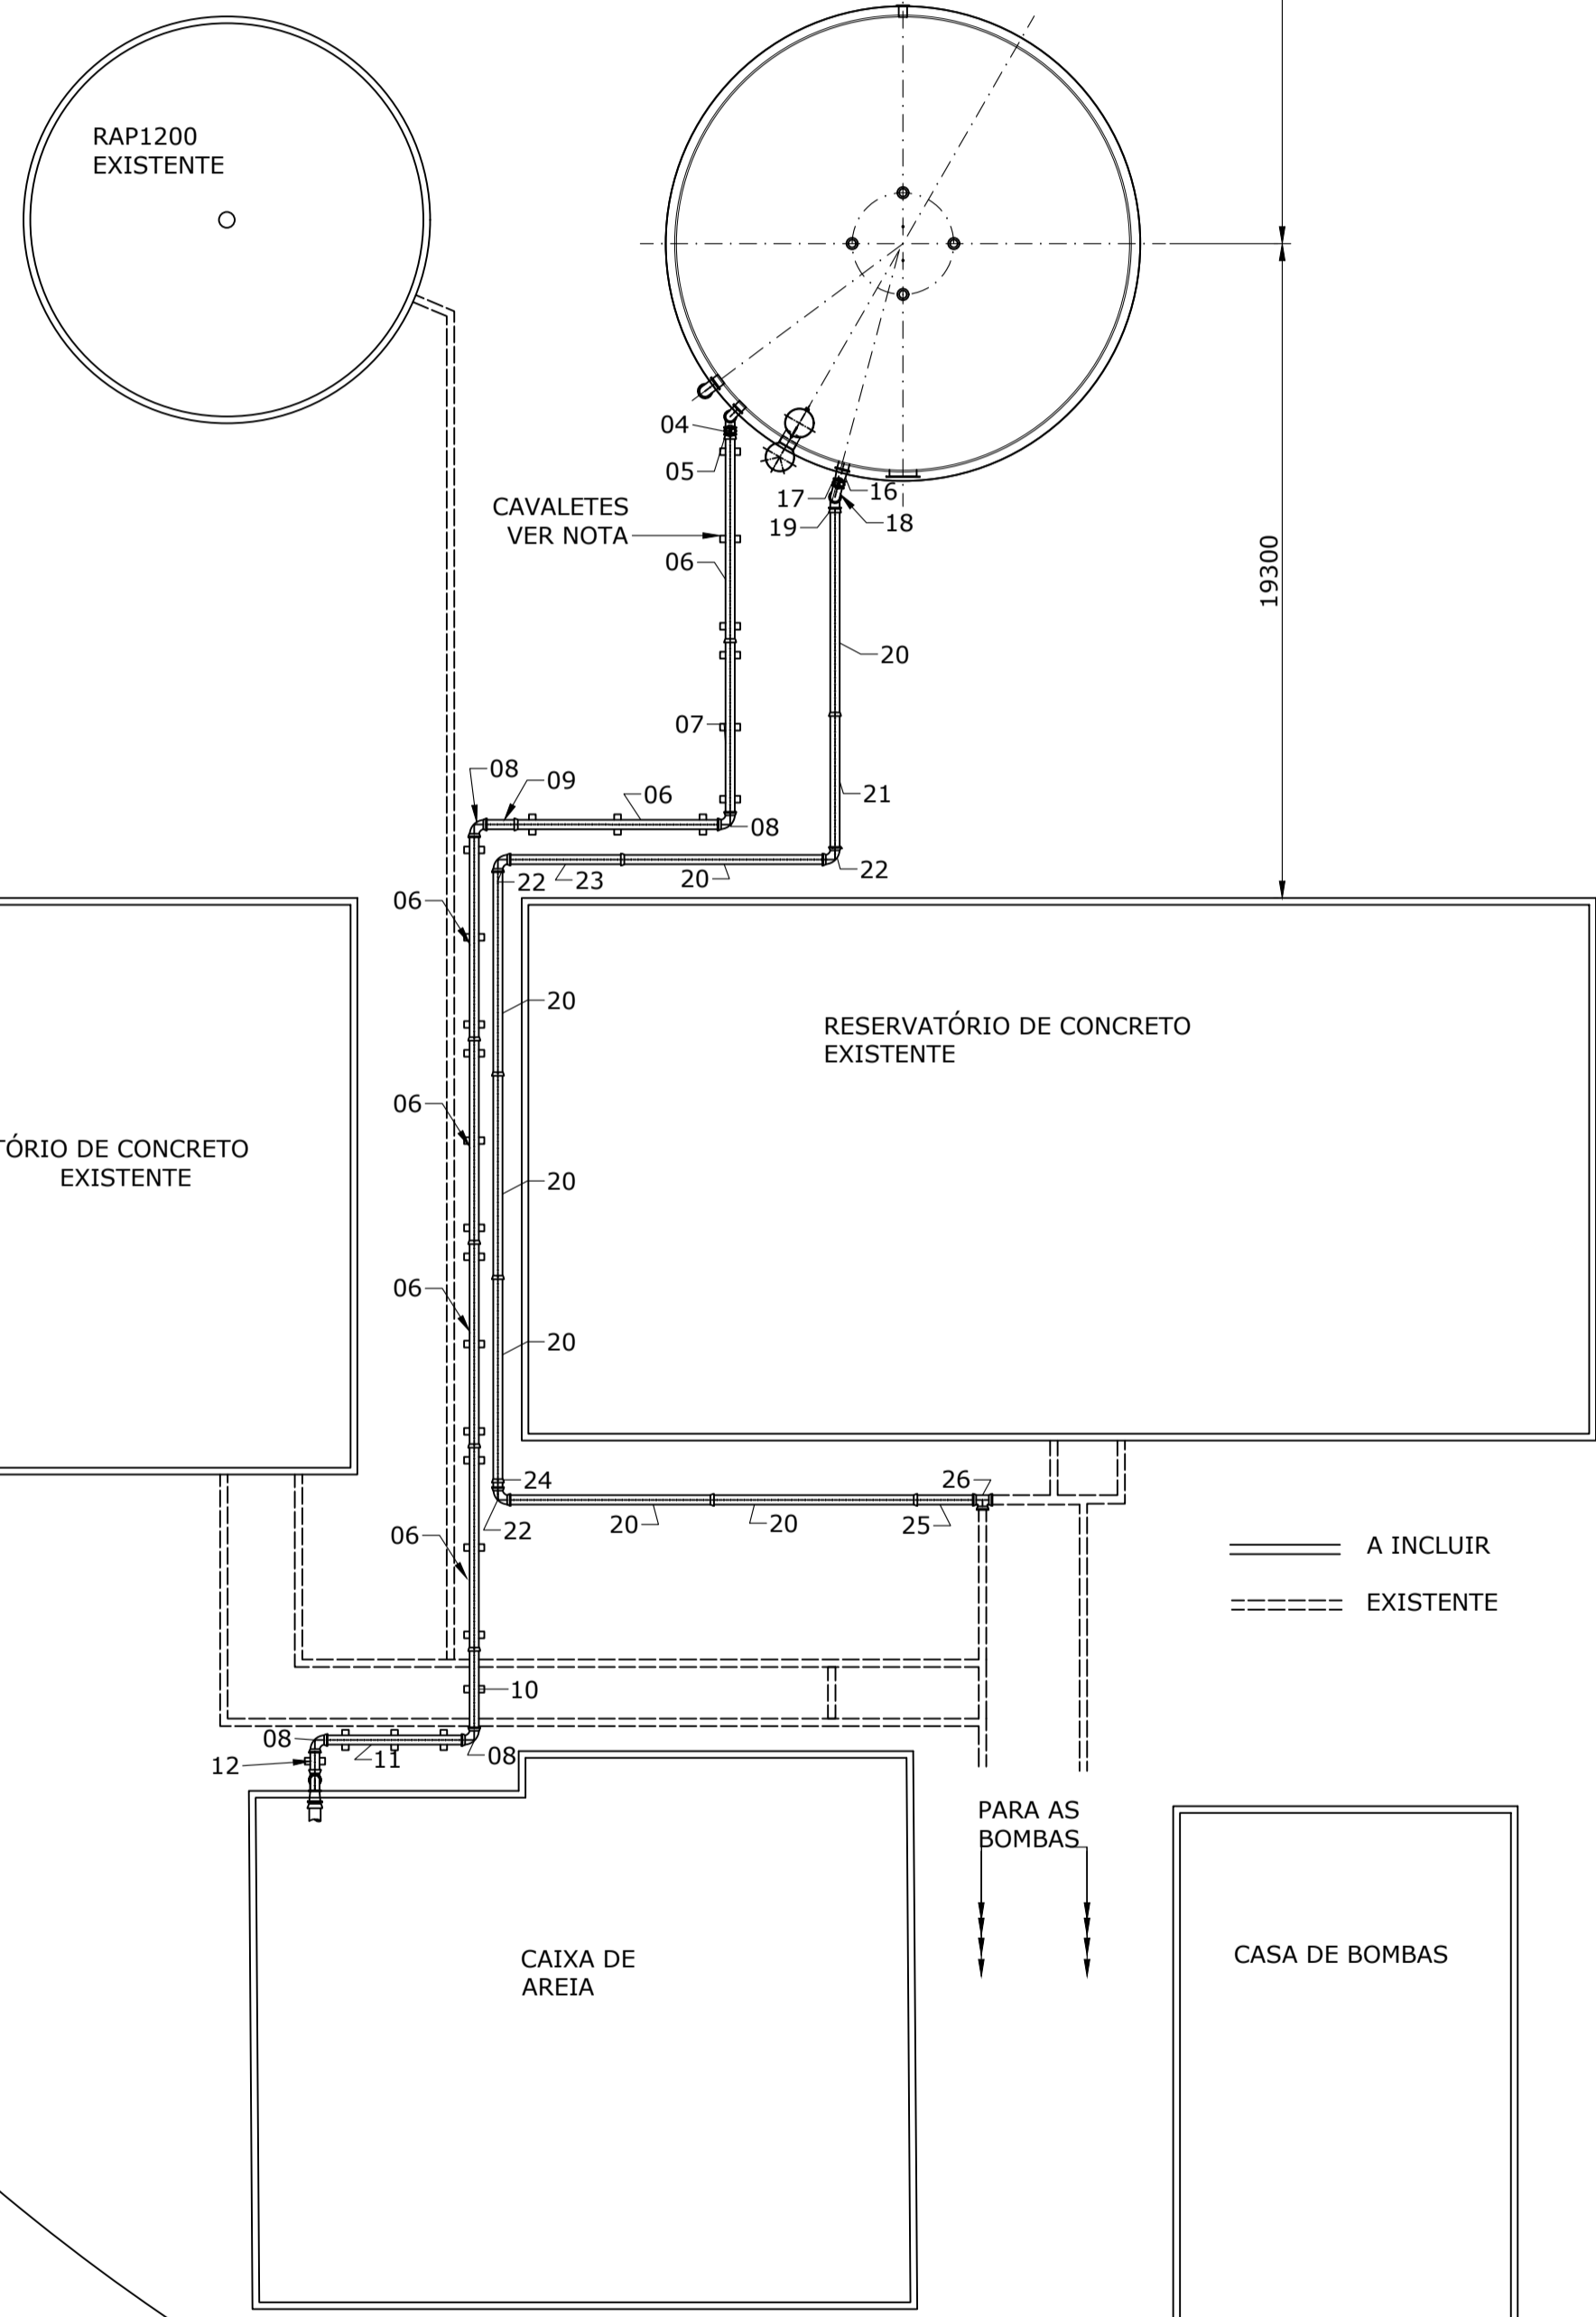 RAP1200
EXISTENTE
04
05
17
16
19
18
CAVALETES
VER NOTA
06
19300
20
07
08
09
06
21
08
22
23
20
22
06
20
RESERVATÓRIO DE CONCRETO
EXISTENTE
06
TÓRIO DE CONCRETO
EXISTENTE
20
06
20
24
26
22
20
20
25
06
A INCLUIR
EXISTENTE
10
08
12
11
08
PARA AS
BOMBAS
CAIXA DE
AREIA
CASA DE BOMBAS